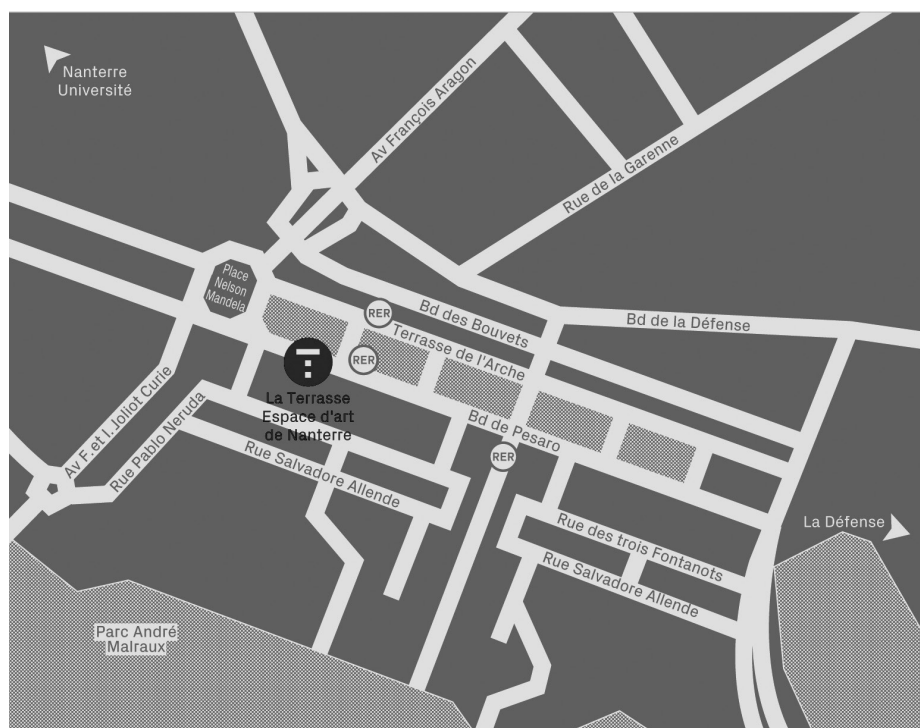 Nanterre
Université
Av François Aragon
Rue de la Garenne
Place
Nelson
Mandela
RER
Bd des Bouvets
Bd de la Défense
Terrasse de l'Arche
RER
La Terrasse
Espace d'art
de Nanterre
Bd de Pesaro
RER
Av F. et I. Joliot Curie
Rue Pablo Neruda
Rue Salvadore Allende
La Défense
Rue des trois Fontanots
Rue Salvadore Allende
Parc André
Malraux